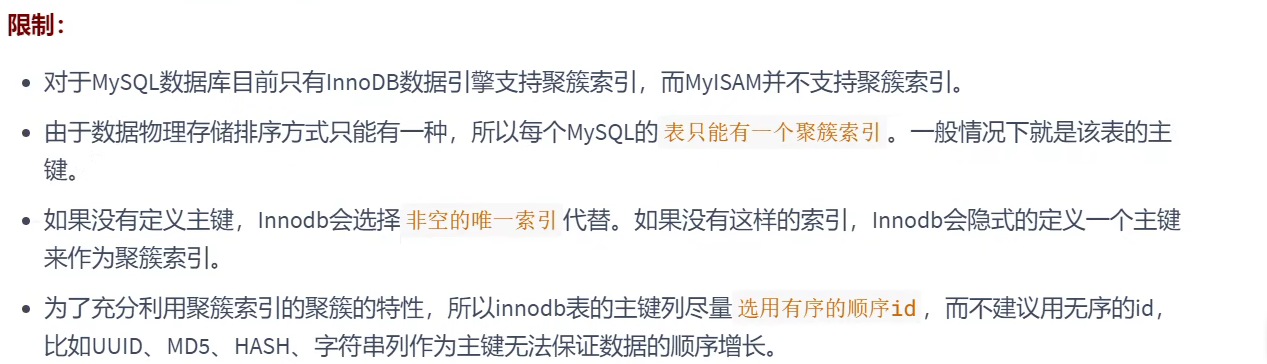 限制：
对于MySQL数据库目前只有InnoDB数据引擎支持聚簇索引，而MyISAM并不支持聚簇索引。
由于数据物理存储排序方式只能有一种，所以每个MySQL的 表只能有一个聚簇索引 。一般情况下就是该表的主
键。
如果没有定义主键，Innodb会选择 非空的唯一索引 代替。如果没有这样的索引，Innodb会隐式的定义一个主键
来作为聚簇索引。
为了充分利用聚簇索引的聚簇的特性，所以innodb表的主键列尽量 选用有序的顺序id ，而不建议用无序的id，
比如UUID、MD5、HASH、字符串列作为主键无法保证数据的顺序增长。